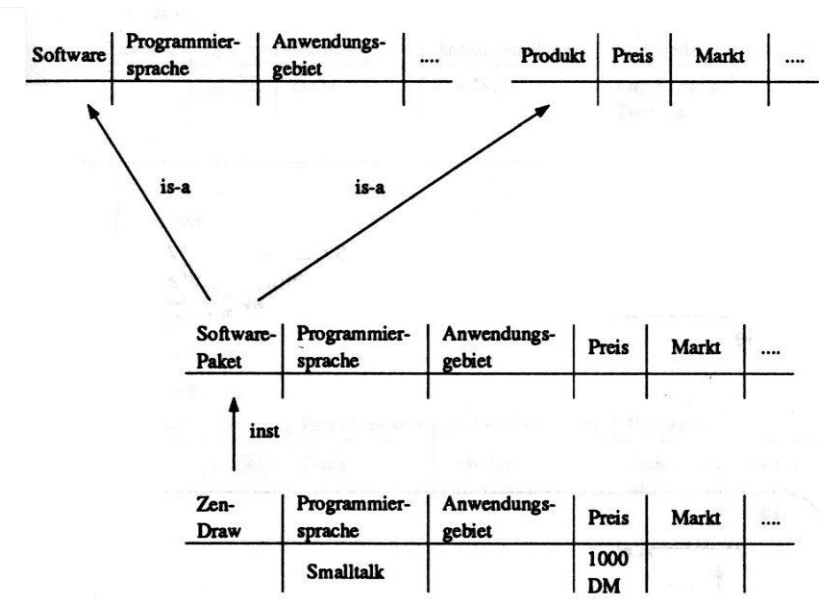 Software Programmier- Anwendungs- .... Produkt Preis Markt ....
sprache gebiet
is-a is-a
Software- Programmier- Anwendungs- Preis Markt ....
Paket sprache gebiet
inst
Zen- Programmier- Anwendungs- Preis Markt ....
Draw sprache gebiet
Smalltalk 1000
DM